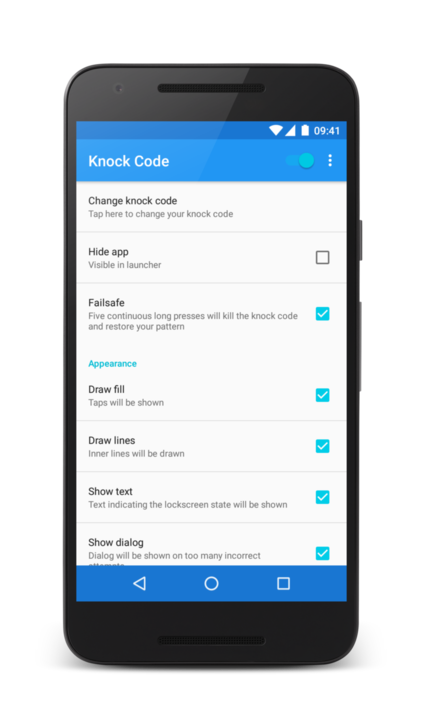 09:41
Knock Code
Change knock code
Tap here to change your knock code
Hide app
Visible in launcher
Failsafe
Five continuous long presses will kill the knock code
and restore your pattern
Appearance
Draw fill
Taps will be shown
Draw lines
Inner lines will be drawn
Show text
Text indicating the lockscreen state will be shown
Show dialog
Dialog will be shown on too many incorrect